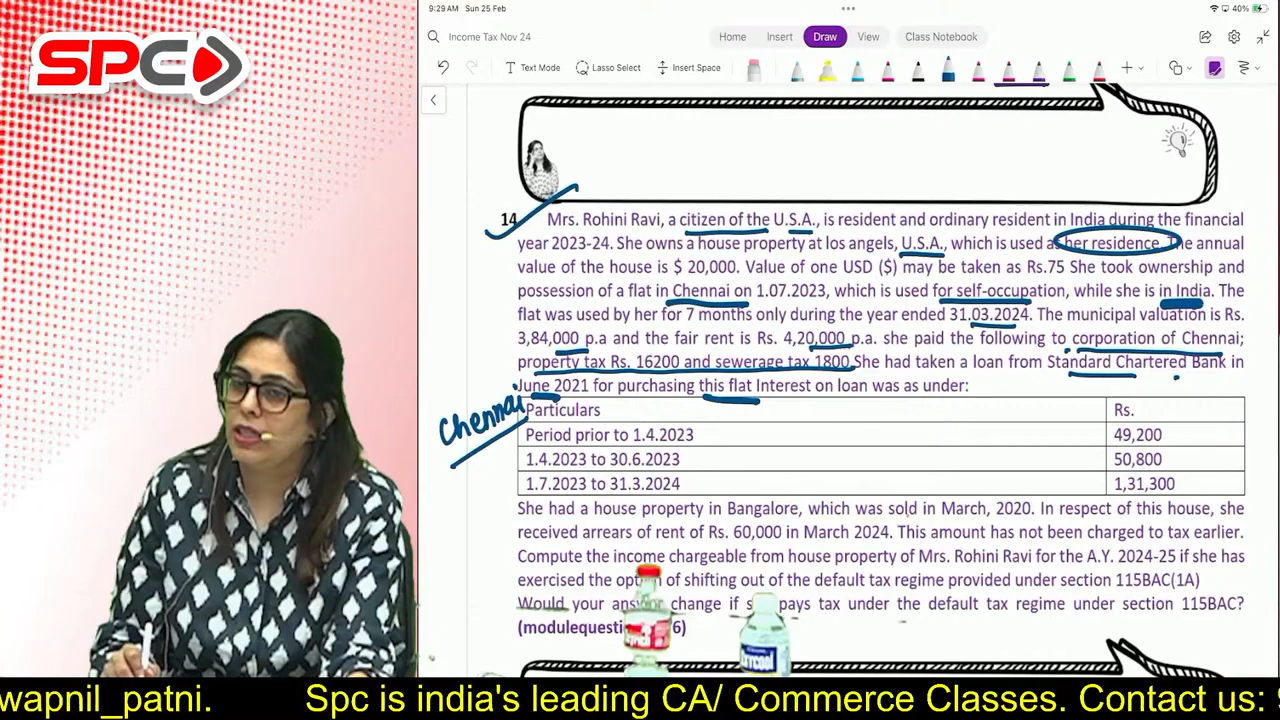 9:29 AM Sun 25 Feb
40%
Income Tax Nov 24
Home Insert Draw View Class Notebook
Text Mode Lasso Select Insert Space
SPC
14 Mrs. Rohini Ravi, a citizen of the U.S.A., is resident and ordinary resident in India during the financial
year 2023-24. She owns a house property at los angels, U.S.A., which is used as her residence. The annual
value of the house is $ 20,000. Value of one USD ($) may be taken as Rs.75 She took ownership and
possession of a flat in Chennai on 1.07.2023, which is used for self-occupation, while she is in India. The
flat was used by her for 7 months only during the year ended 31.03.2024. The municipal valuation is Rs.
3,84,000 p.a and the fair rent is Rs. 4,20,000 p.a. she paid the following to corporation of Chennai;
property tax Rs. 16200 and sewerage tax 1800 She had taken a loan from Standard Chartered Bank in
June 2021 for purchasing this flat Interest on loan was as under:
Chennai
Particulars Rs.
Period prior to 1.4.2023 49,200
1.4.2023 to 30.6.2023 50,800
1.7.2023 to 31.3.2024 1,31,300
She had a house property in Bangalore, which was sold in March, 2020. In respect of this house, she
received arrears of rent of Rs. 60,000 in March 2024. This amount has not been charged to tax earlier.
Compute the income chargeable from house property of Mrs. Rohini Ravi for the A.Y. 2024-25 if she has
exercised the option of shifting out of the default tax regime provided under section 115BAC(1A)
Would your answer change if pays tax under the default tax regime under section 115BAC?
6)
wapnil_patni. Spc is india's leading CA/ Commerce Classes. Contact us: